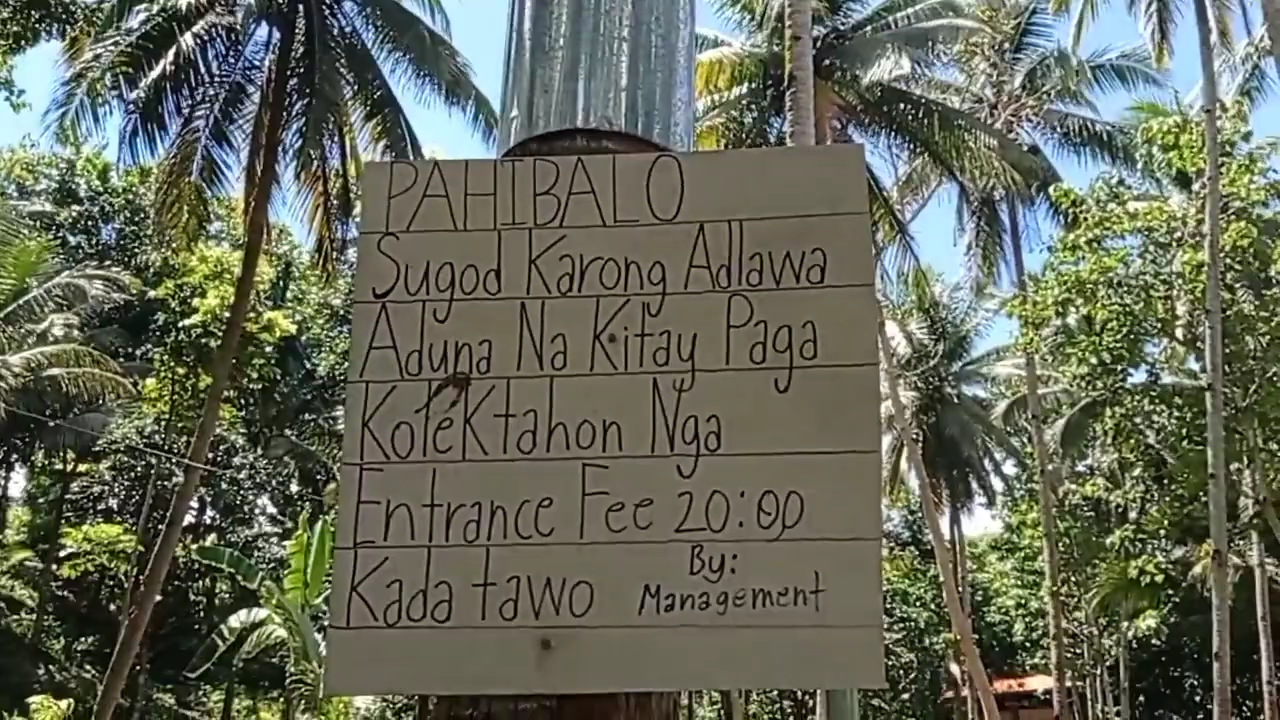 PAHIBALO
Sugod Karong Adlawa
Aduna Na Kitay Paga
Kolektahon Nga
Entrance Fee 20:00
Kada tawo
By:
Management